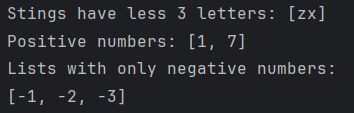 Stings have less 3 letters: [zx]
Positive numbers: [1, 7]
Lists with only negative numbers:
[-1, -2, -3]